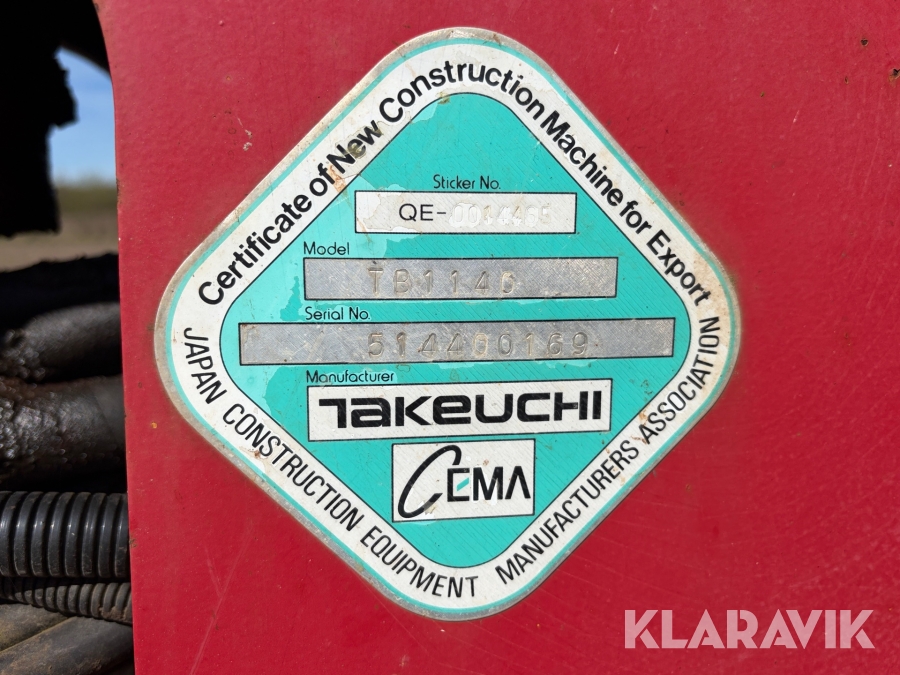 Certificate of New Construction Machine for Export
Sticker No.
QE-
Model
TB1140
Serial No.
514400169
Manufacturer
TAKEUCHI
CEMA
JAPAN CONSTRUCTION EQUIPMENT MANUFACTURERS ASSOCIATION
KLARAVIK